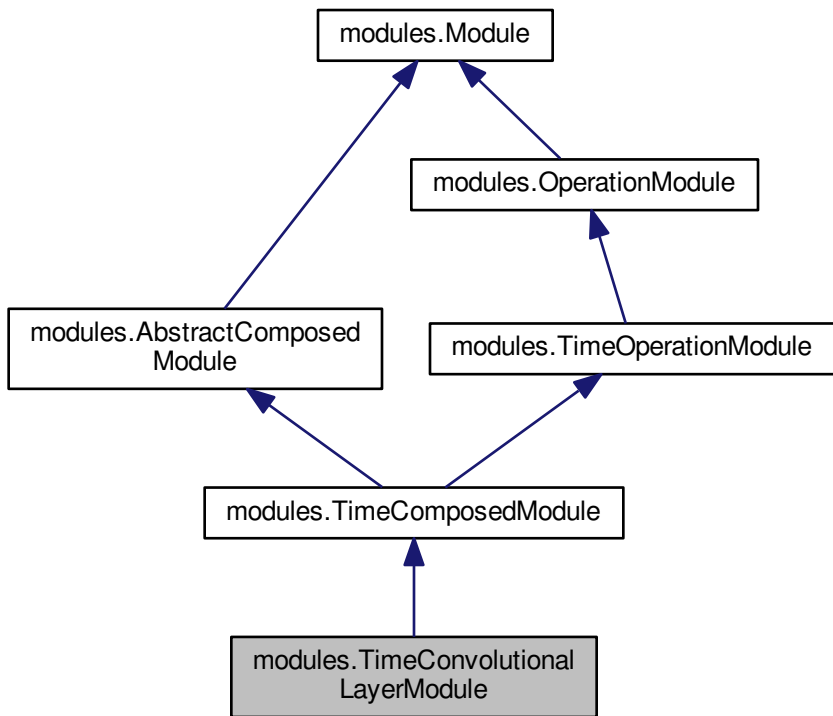 modules.Module
modules.OperationModule
modules.AbstractComposed
Module
modules.TimeOperationModule
modules.TimeComposedModule
modules.TimeConvolutional
LayerModule